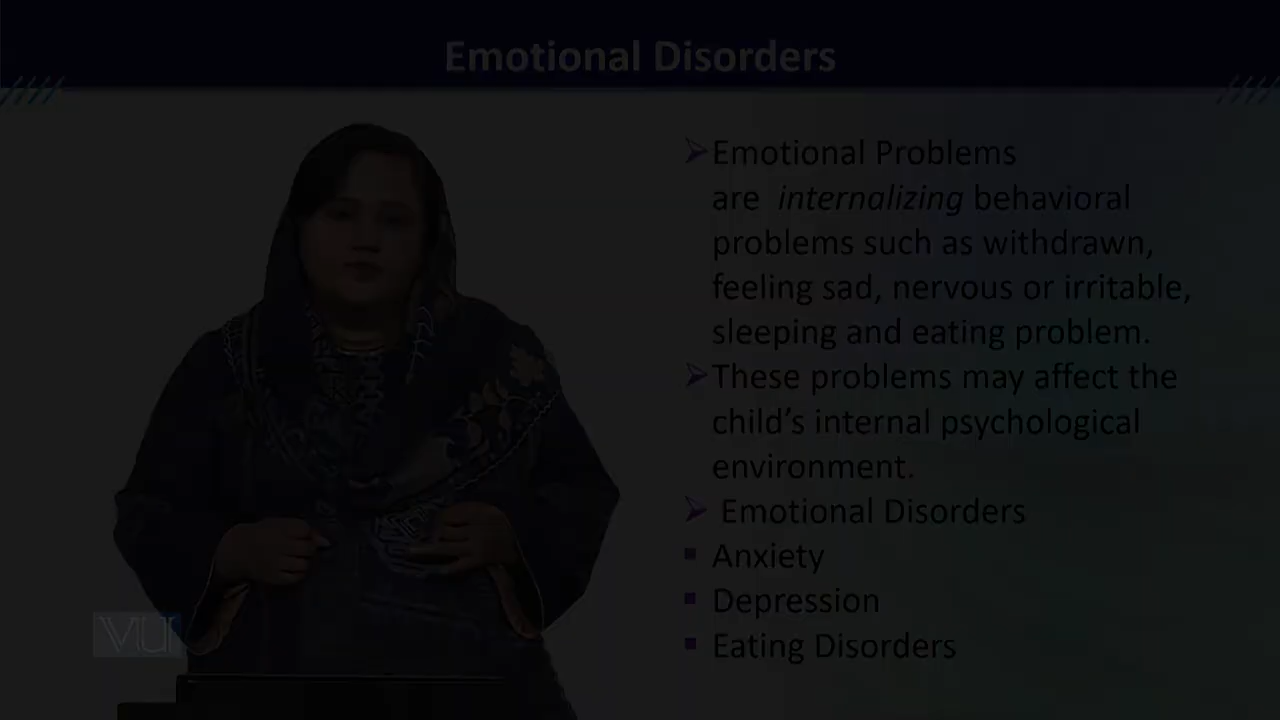 Emotional Disorders
Emotional Problems
are internalizing behavioral
problems such as withdrawn,
feeling sad, nervous or irritable,
sleeping and eating problem.
These problems may affect the
child's internal psychological
environment.
Emotional Disorders
Anxiety
Depression
Eating Disorders
VU